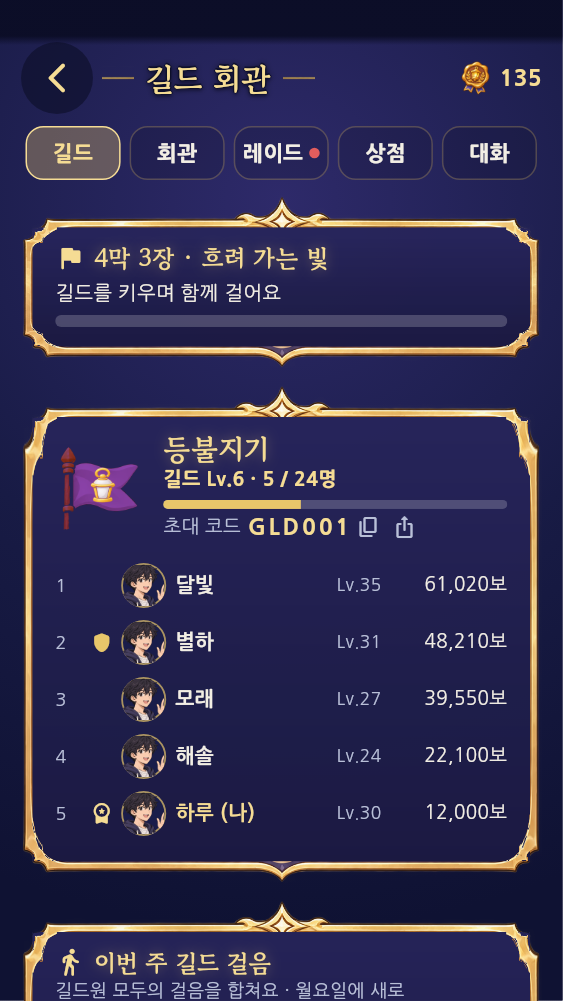 길드 회관
135
길드 회관 레이드 상점 대화
4막 3장 · 흐려 가는 빛
길드를 키우며 함께 걸어요
등불지기
길드 Lv.6 · 5 / 24명
초대 코드 GLD001
1 달빛 Lv.35 61,020보
2 별하 Lv.31 48,210보
3 모래 Lv.27 39,550보
4 해솔 Lv.24 22,100보
5 하루 (나) Lv.30 12,000보
이번 주 길드 걸음
길드원 모두의 걸음을 합쳐요 · 월요일에 새로